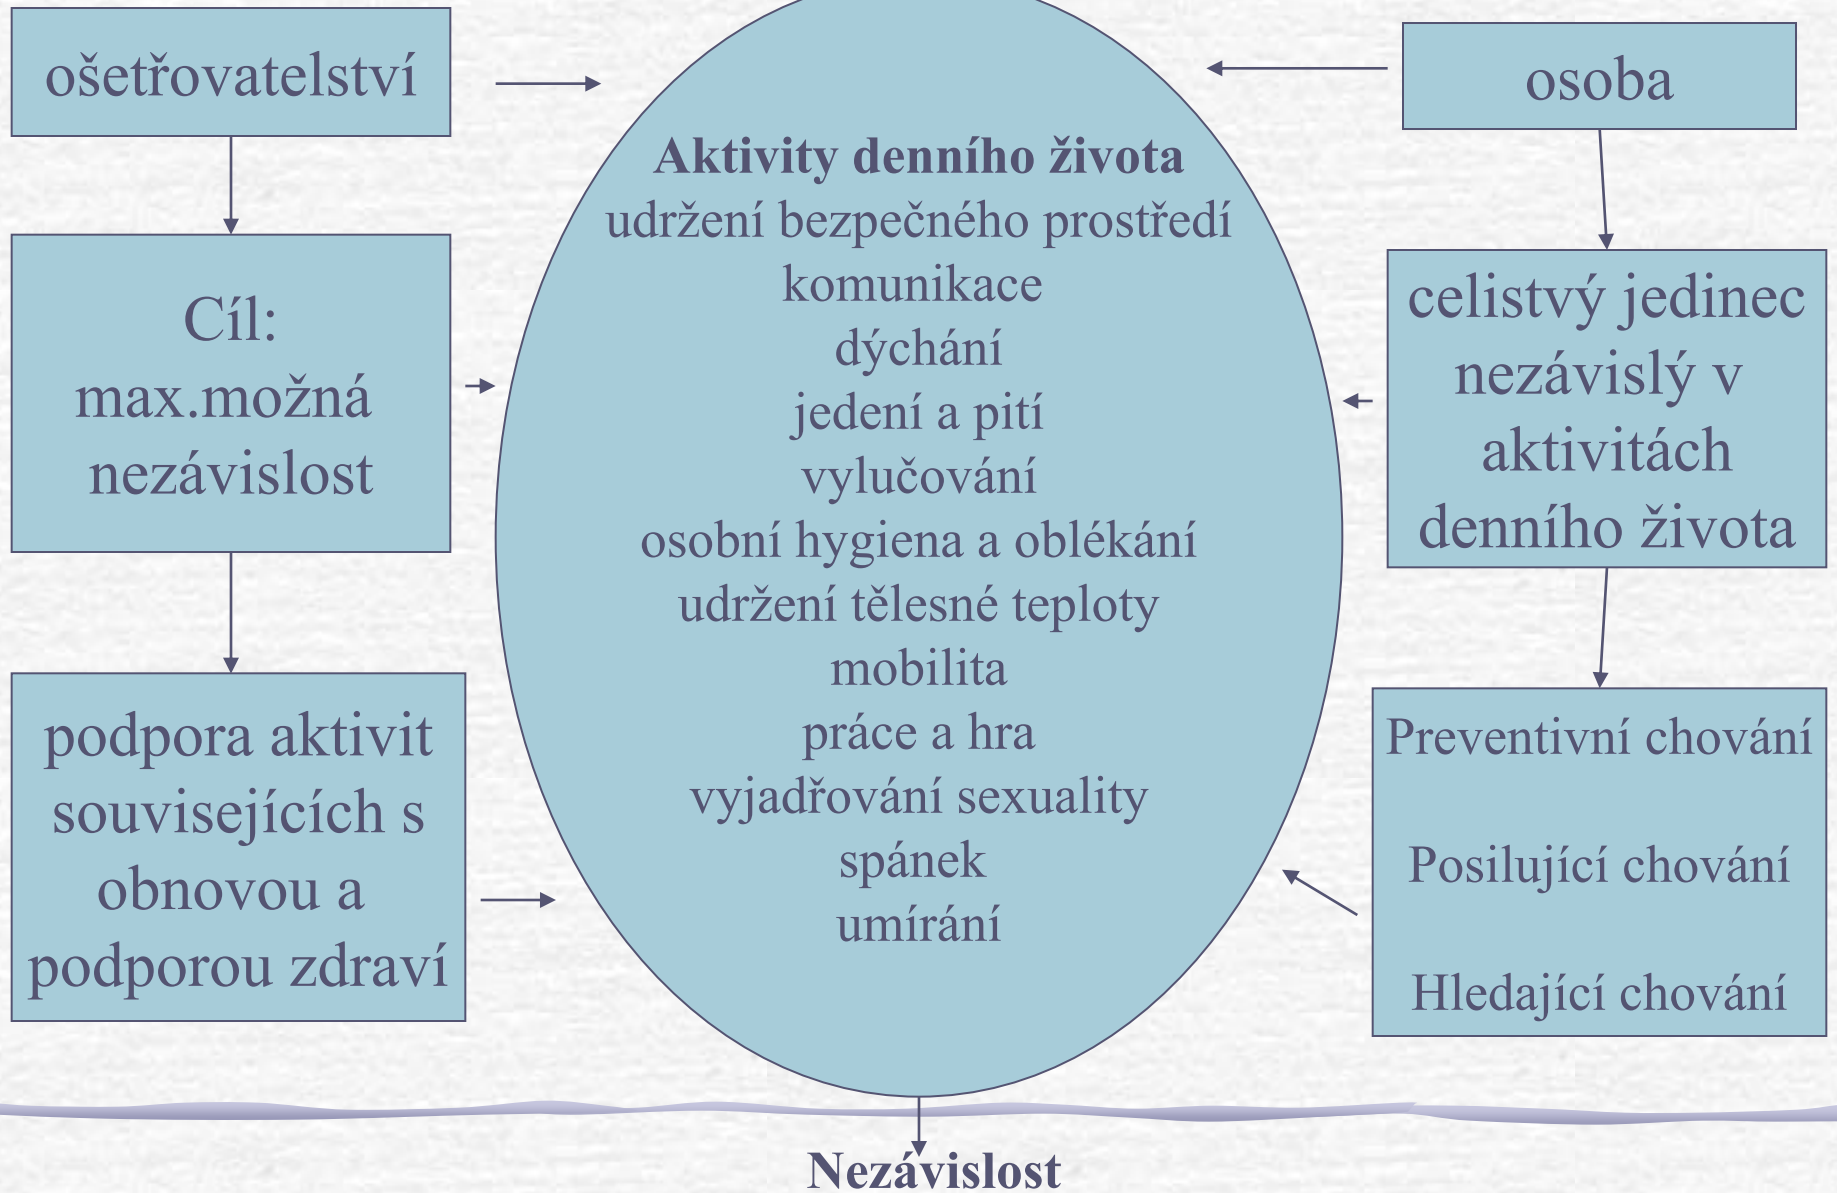 ošetřovatelství
Cíl:
max.možná
nezávislost
podpora aktivit
souvisejících s
obnovou a
podporou zdraví
Aktivity denního života
udržení bezpečného prostředí
komunikace
dýchání
jedení a pití
vylučování
osobní hygiena a oblékání
udržení tělesné teploty
mobilita
práce a hra
vyjadřování sexuality
spánek
umírání
osoba
celistvý jedinec
nezávislý v
aktivitách
denního života
Preventivní chování
Posilující chování
Hledající chování
Nezávislost